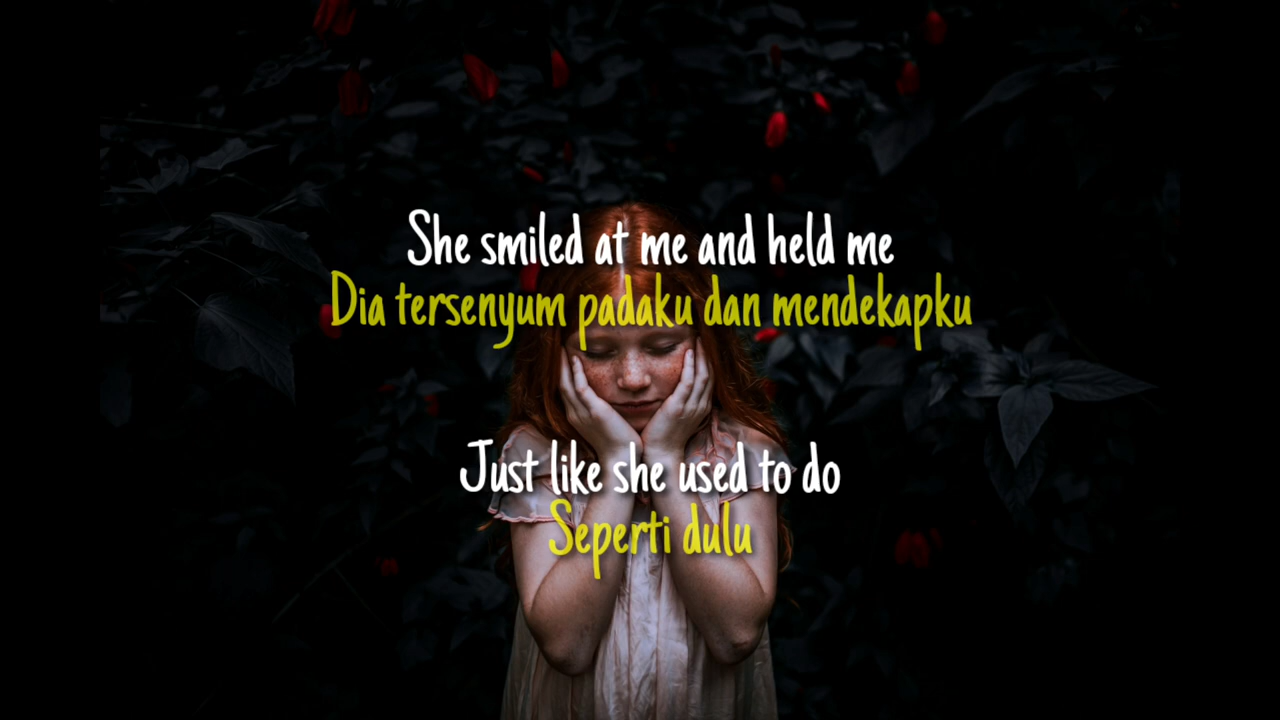 She smiled at me and held me
Dia tersenyum padaku dan mendekapku
Just like she used to do
Seperti dulu